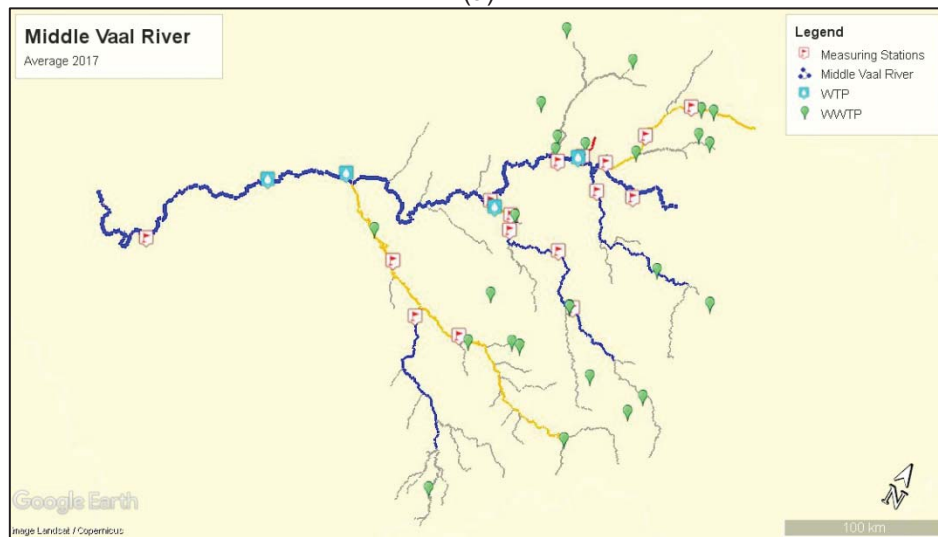 Middle Vaal River
Average 2017
Legend
Measuring Stations
Middle Vaal River
WTP
WWTP
N
Google Earth
Image Landsat / Copernicus
100 km